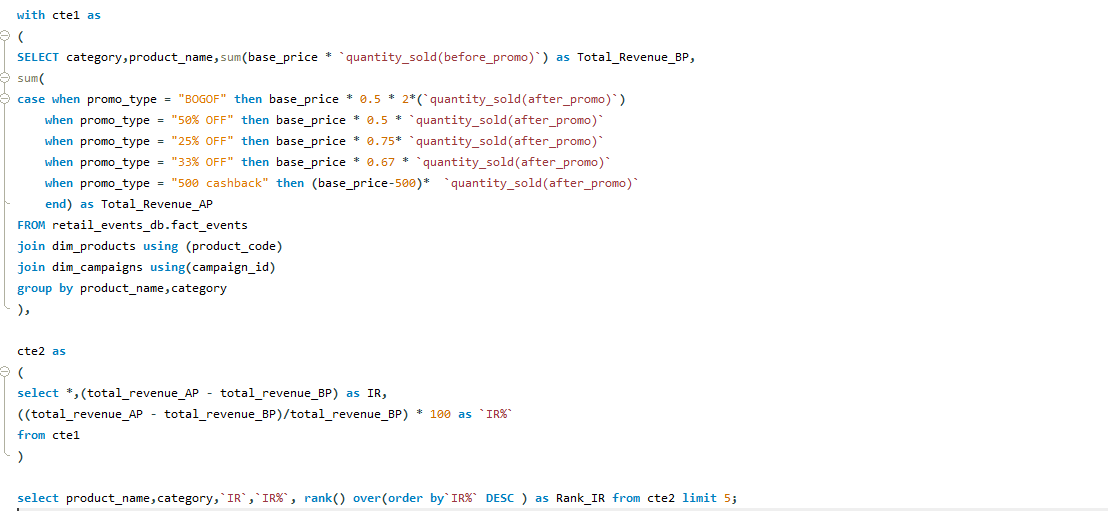 with cte1 as
(
SELECT category,product_name,sum(base_price * `quantity_sold(before_promo)`) as Total_Revenue_BP,
sum(
case when promo_type = "BOGOF" then base_price * 0.5 * 2*(`quantity_sold(after_promo)`)
    when promo_type = "50% OFF" then base_price * 0.5 * `quantity_sold(after_promo)`
    when promo_type = "25% OFF" then base_price * 0.75* `quantity_sold(after_promo)`
    when promo_type = "33% OFF" then base_price * 0.67 * `quantity_sold(after_promo)`
    when promo_type = "500 cashback" then (base_price-500)*  `quantity_sold(after_promo)`
    end) as Total_Revenue_AP
FROM retail_events_db.fact_events
join dim_products using (product_code)
join dim_campaigns using(campaign_id)
group by product_name,category
),
cte2 as
(
select *,(total_revenue_AP - total_revenue_BP) as IR,
((total_revenue_AP - total_revenue_BP)/total_revenue_BP) * 100 as `IR%`
from cte1
)
select product_name,category,`IR`,`IR%`, rank() over(order by`IR%` DESC ) as Rank_IR from cte2 limit 5;